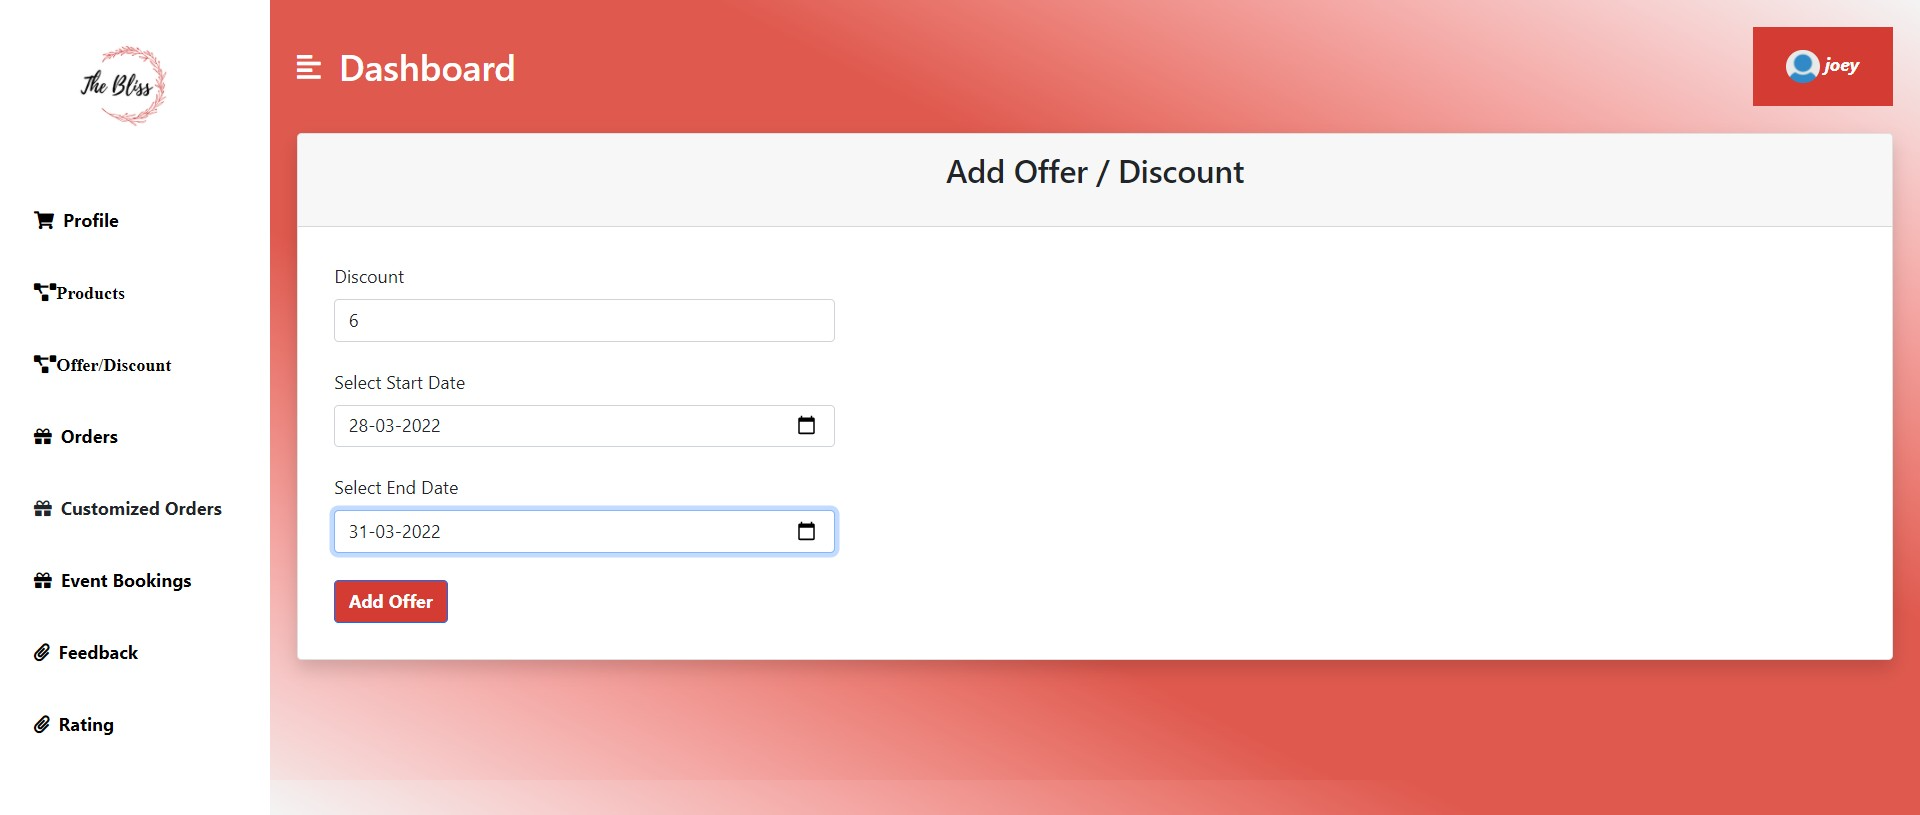 The Bliss
Profile
Products
Offer/Discount
Orders
Customized Orders
Event Bookings
Feedback
Rating
Dashboard
joey
Add Offer / Discount
Discount
6
Select Start Date
28-03-2022
Select End Date
31-03-2022
Add Offer